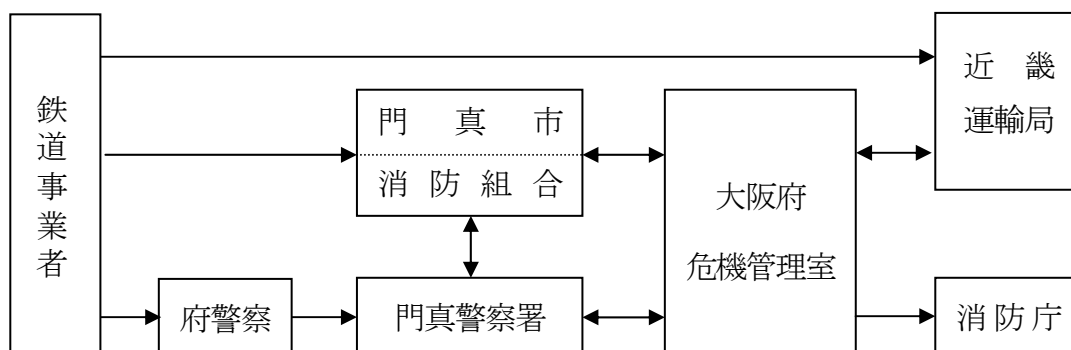 鉄道事業者
近畿
運輸局
門真市
消防組合
大阪府
危機管理室
府警察
門真警察署
消防庁